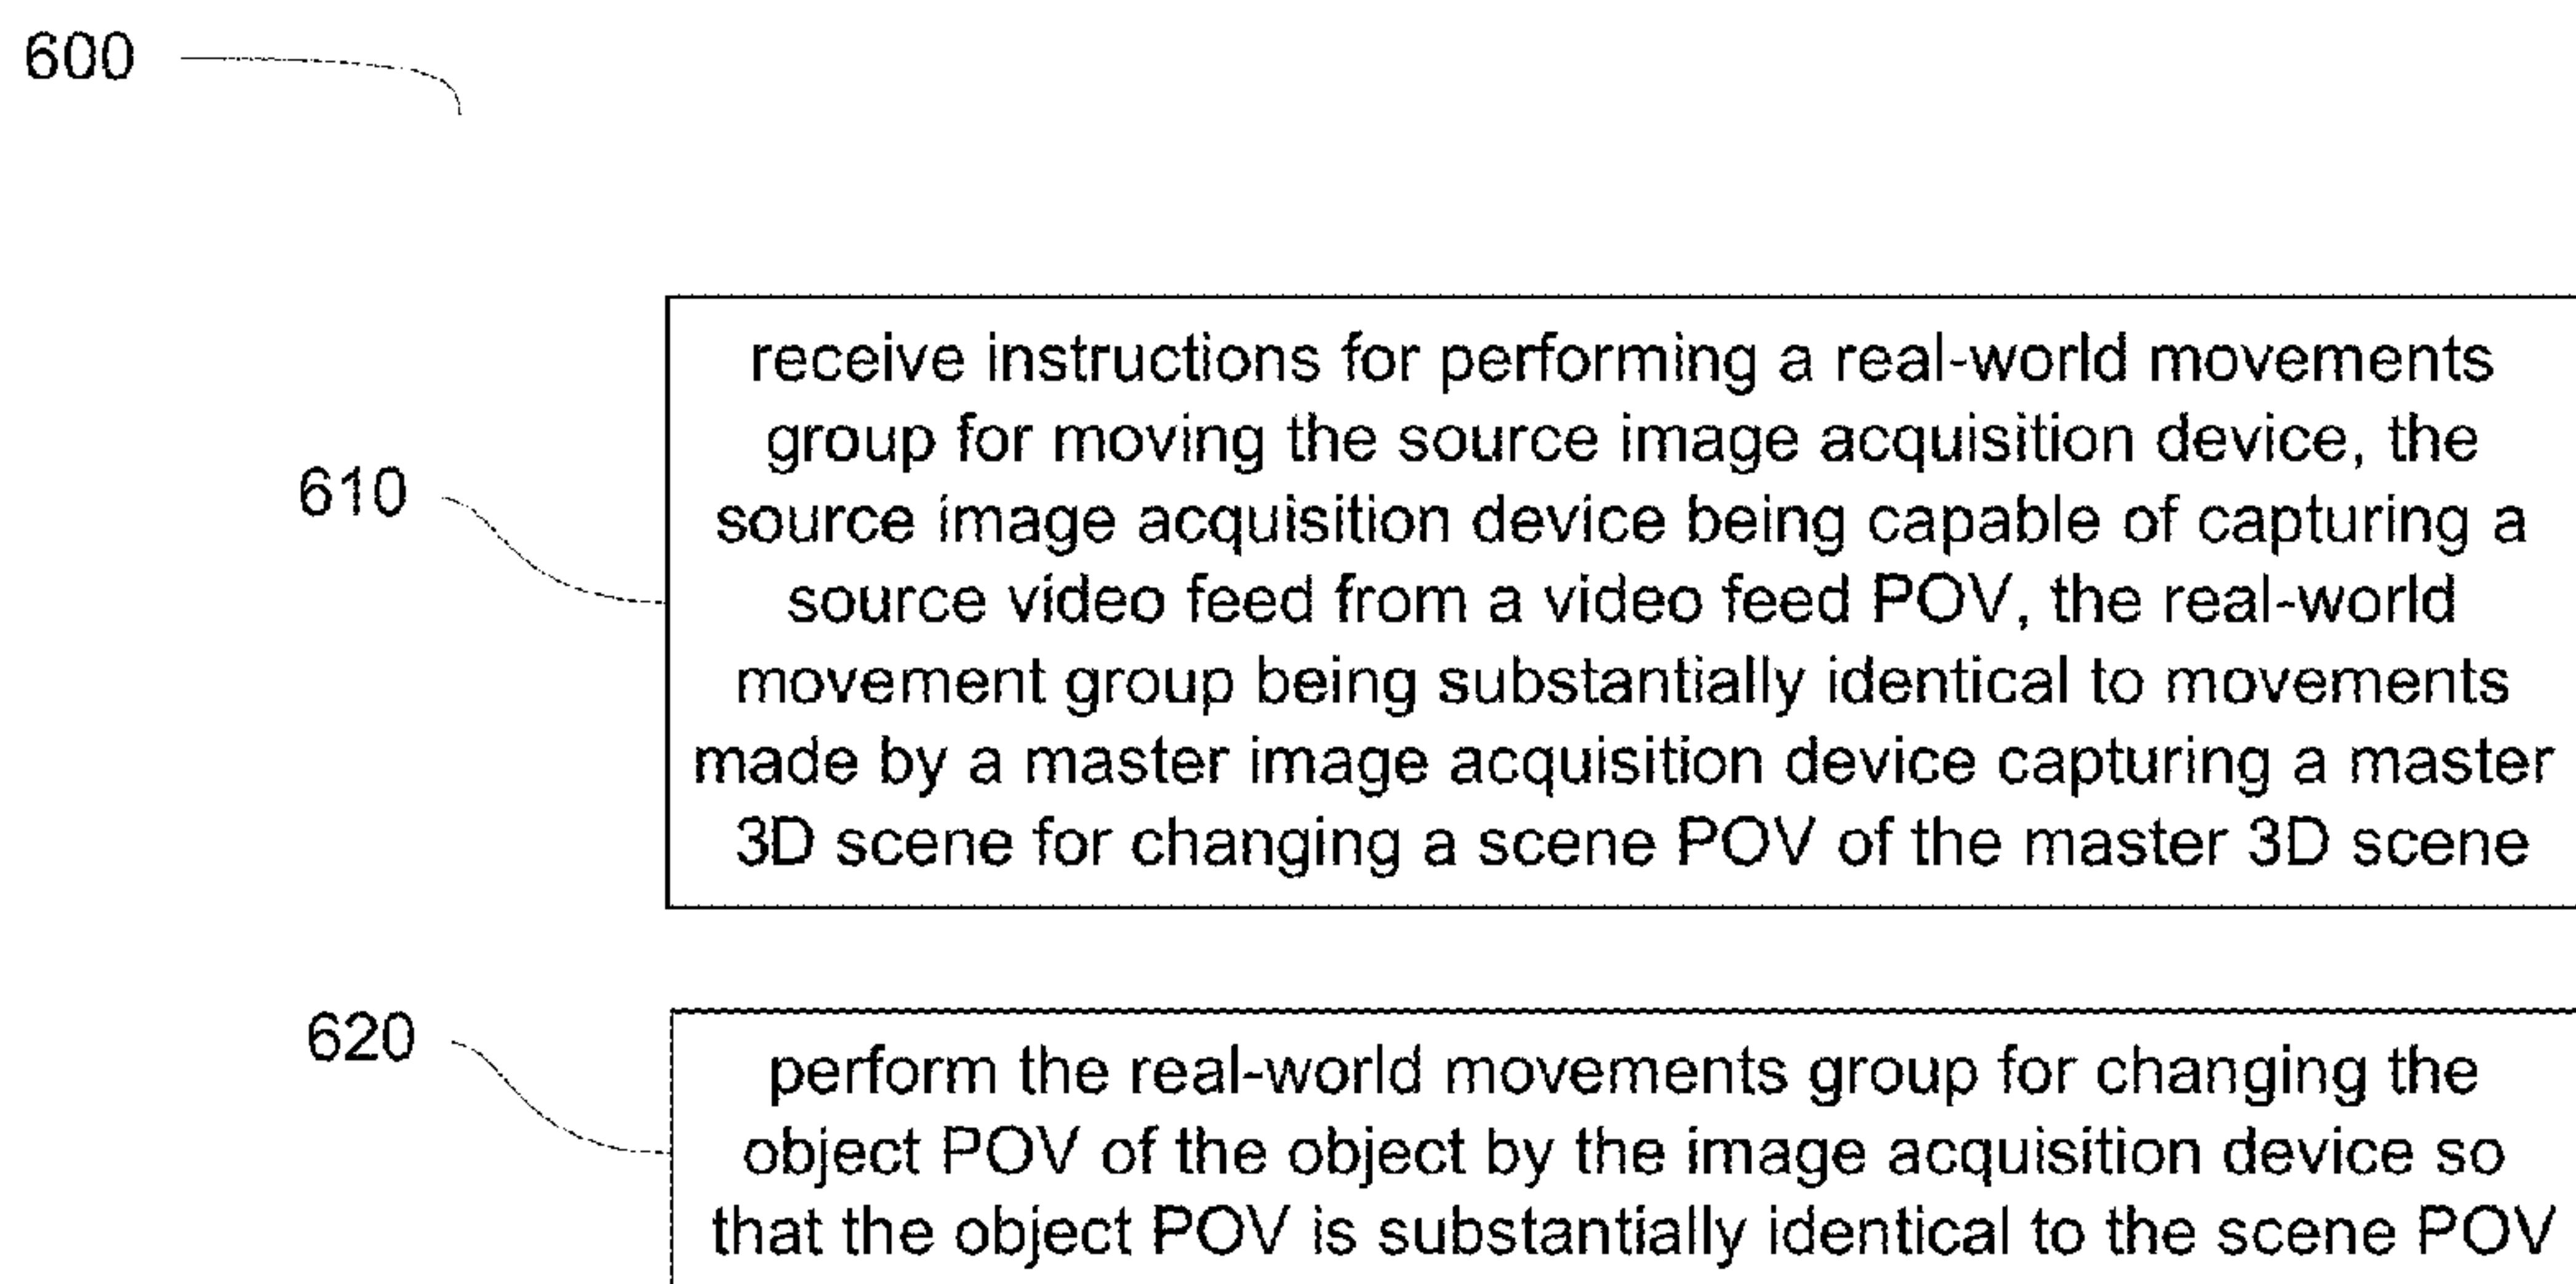 600
receive instructions for performing a real-world movements
group for moving the source image acquisition device, the
610
source image acquisition device being capable of capturing a
source video feed from a video feed POV, the real-world
movement group being substantially identical to movements
made by a master image acquisition device capturing a master
3D scene for changing a scene POV of the master 3D scene
620
perform the real-world movements group for changing the
object POV of the object by the image acquisition device so
that the object POV is substantially identical to the scene POV